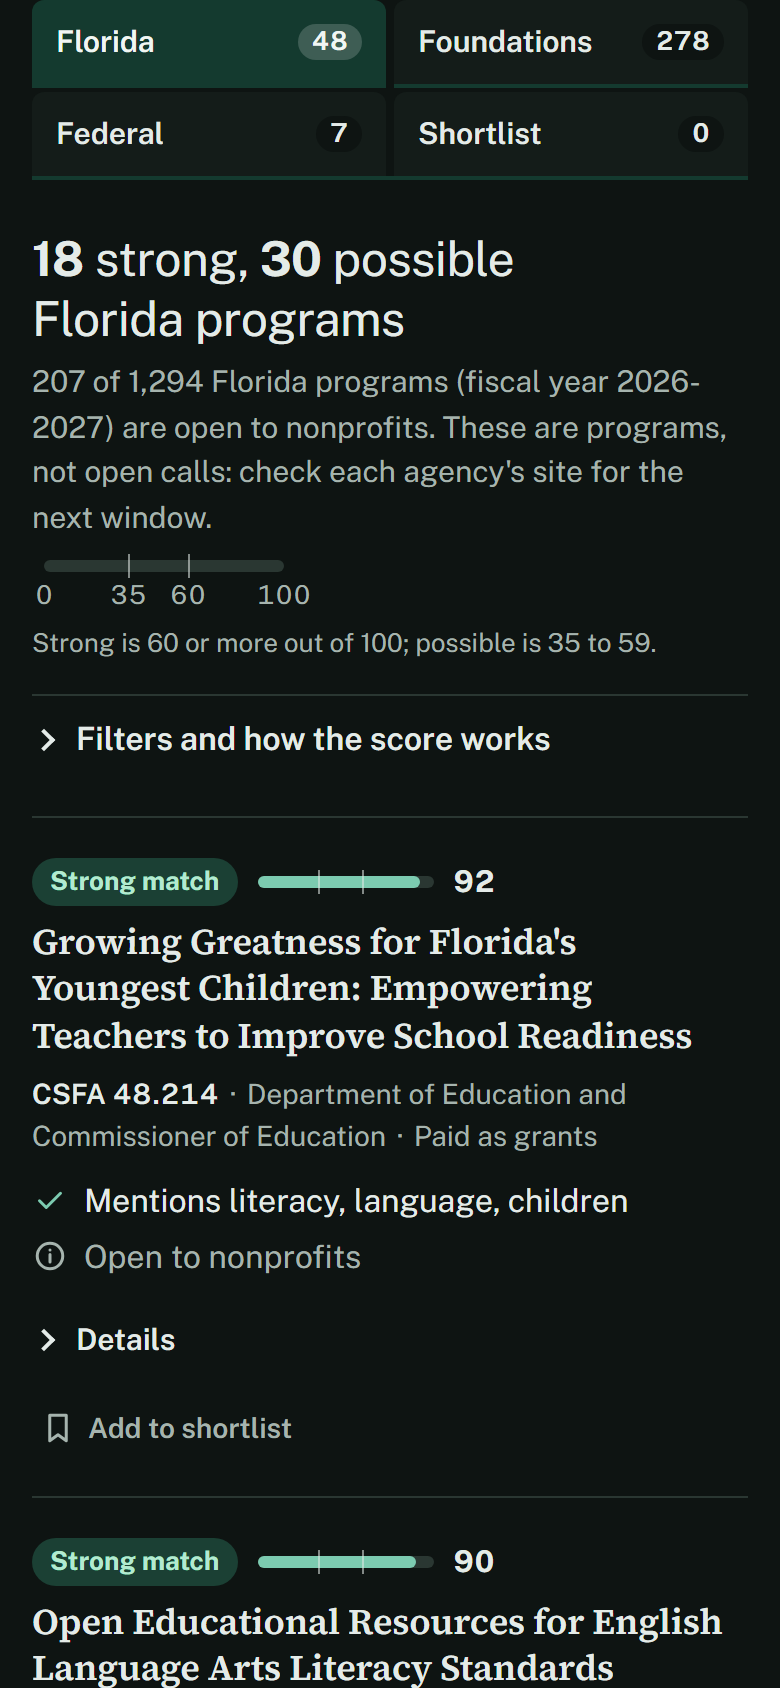 Florida 48
Foundations 278
Federal 7
Shortlist 0
18 strong, 30 possible
Florida programs
207 of 1,294 Florida programs (fiscal year 2026-
2027) are open to nonprofits. These are programs,
not open calls: check each agency's site for the
next window.
0 35 60 100
Strong is 60 or more out of 100; possible is 35 to 59.
Filters and how the score works
Strong match 92
Growing Greatness for Florida's
Youngest Children: Empowering
Teachers to Improve School Readiness
CSFA 48.214 · Department of Education and
Commissioner of Education · Paid as grants
Mentions literacy, language, children
Open to nonprofits
Details
Add to shortlist
Strong match 90
Open Educational Resources for English
Language Arts Literacy Standards